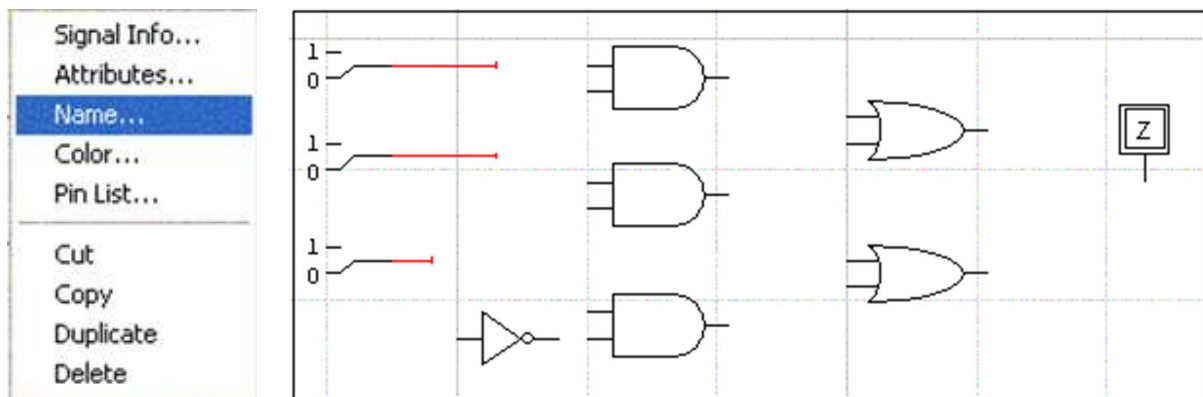 Signal Info...
Attributes...
Name...
Color...
Pin List...
Cut
Copy
Duplicate
Delete
1
0
1
0
1
0
Z